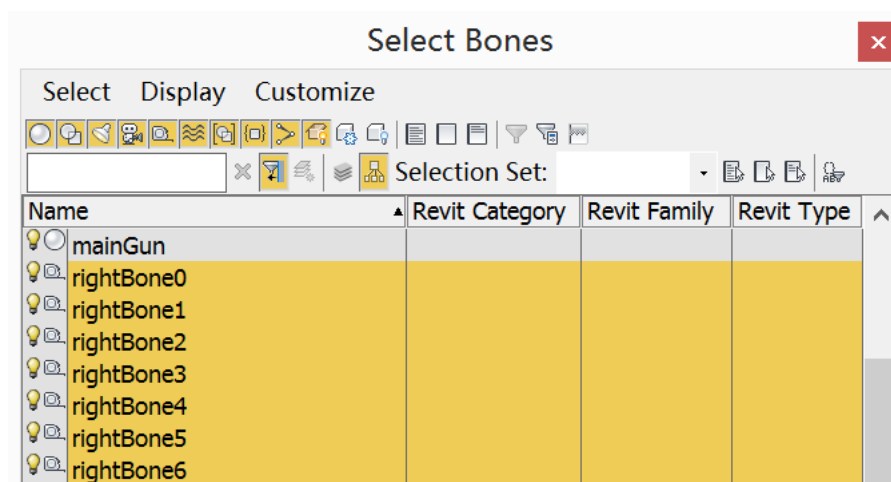 Select Bones
Select Display Customize
Selection Set:
Name Revit Category Revit Family Revit Type
mainGun
rightBone0
rightBone1
rightBone2
rightBone3
rightBone4
rightBone5
rightBone6